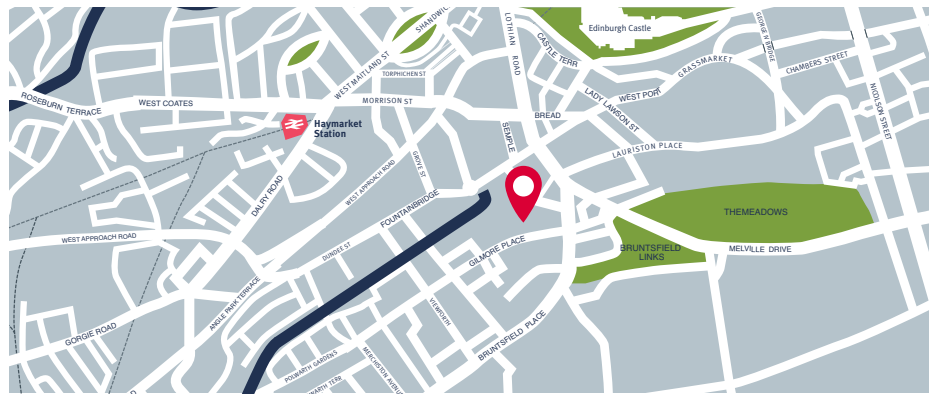 SHANDWIC
LOTHIAN ROAD
Edinburgh Castle
GEORGE IV BRIDGE
CASTLE TERR
WEST MAITLAND ST
CHAMBERS STREET
GRASSMARKET
TORPHICHEN ST
ROSEBURN TERRACE
WEST COATES
MORRISON ST
LADY LAWSON ST
WEST PORT
NICOLSON STREET
BREAD
Haymarket
Station
SEMPLE
LAURISTON PLACE
GROVE ST
WEST APPROACH ROAD
DALRY ROAD
FOUNTAINBRIDGE
THEMEADOWS
WEST APPROACH ROAD
DUNDEE ST
GILMORE PLACE
BRUNTSFIELD
LINKS
MELVILLE DRIVE
ANGLE PARK TERRACE
VIEWFORTH
GORGIE ROAD
BRUNTSFIELD PLACE
POLWARTH GARDENS
MERCHISTON AVENUE
WARTH TERR